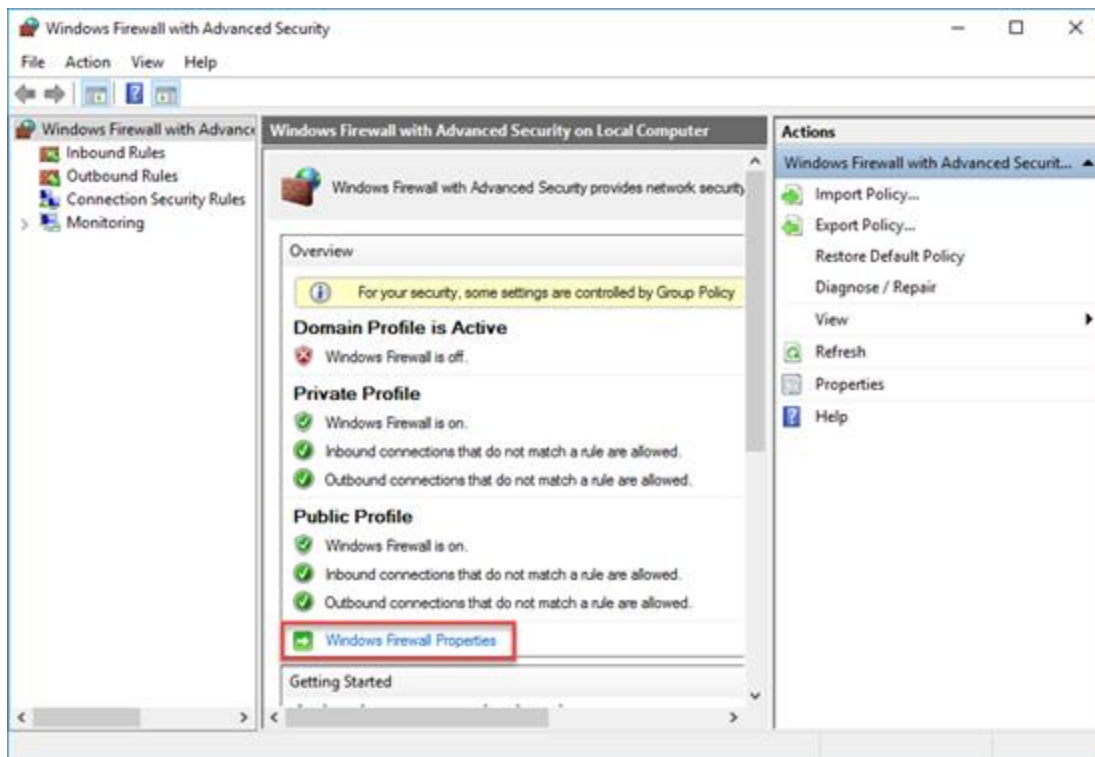 Windows Firewall with Advanced Security
File Action View Help
Windows Firewall with Advance
Inbound Rules
Outbound Rules
Connection Security Rules
Monitoring
Windows Firewall with Advanced Security on Local Computer
Windows Firewall with Advanced Security provides network security
Overview
For your security, some settings are controlled by Group Policy
Domain Profile is Active
Windows Firewall is off.
Private Profile
Windows Firewall is on.
Inbound connections that do not match a rule are allowed.
Outbound connections that do not match a rule are allowed.
Public Profile
Windows Firewall is on.
Inbound connections that do not match a rule are allowed.
Outbound connections that do not match a rule are allowed.
Windows Firewall Properties
Getting Started
Actions
Windows Firewall with Advanced Securit...
Import Policy...
Export Policy...
Restore Default Policy
Diagnose / Repair
View
Refresh
Properties
Help